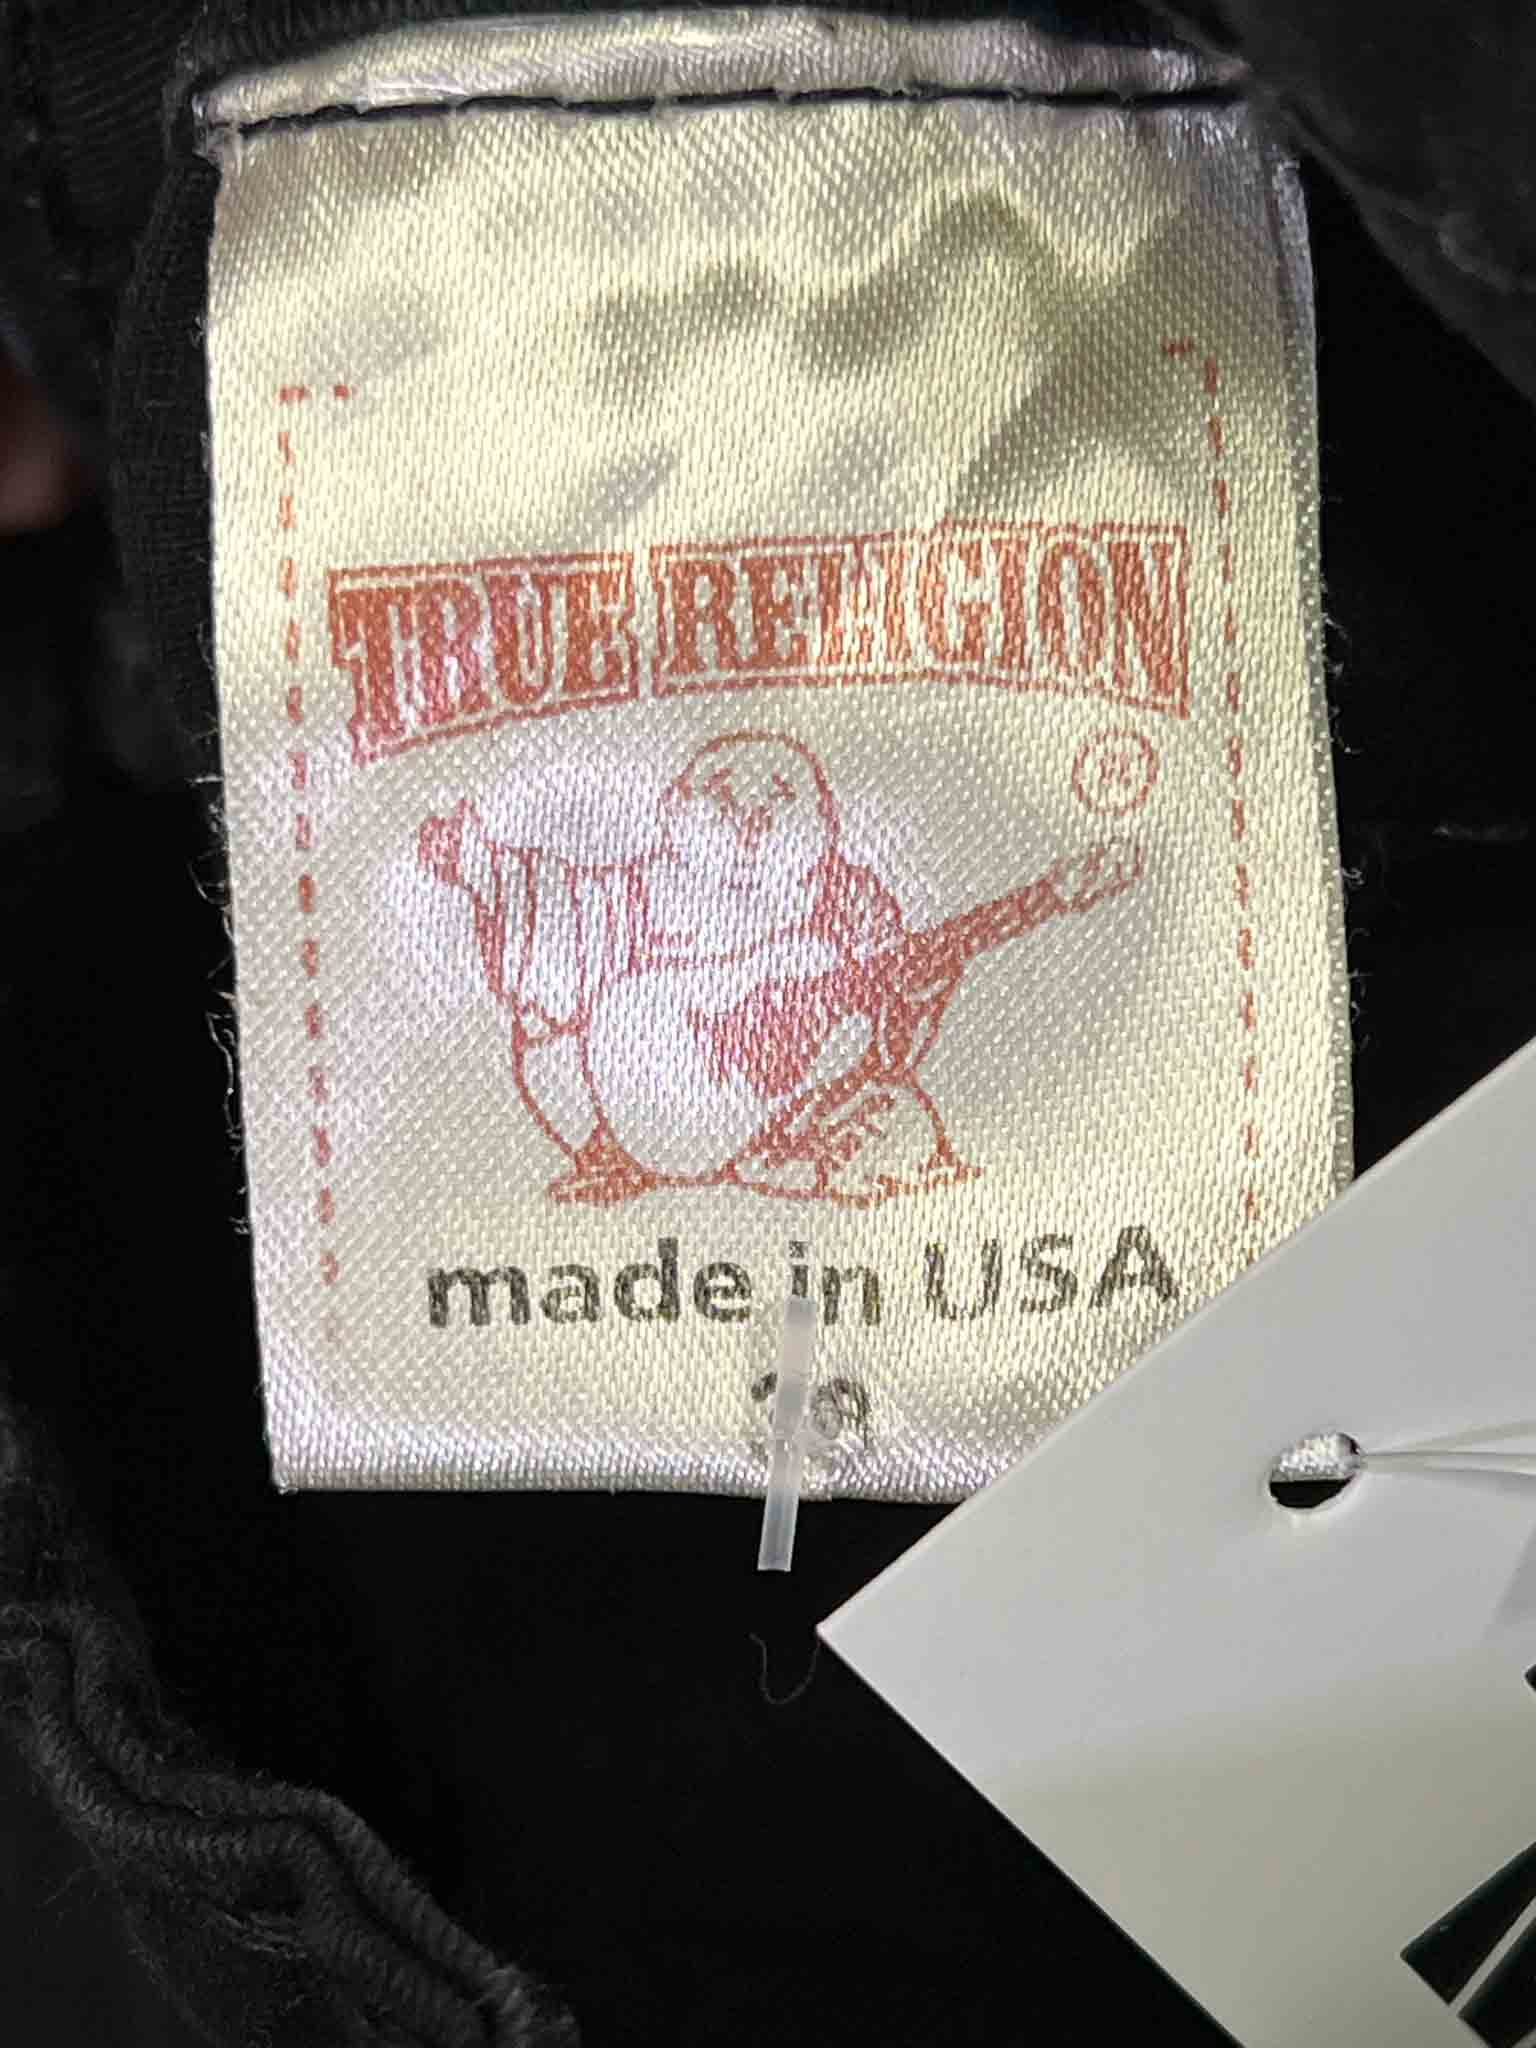 TRUE RELIGION
®
made in USA